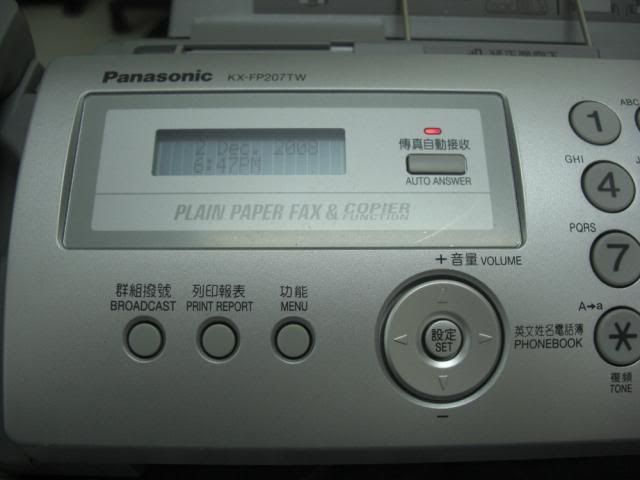 Panasonic KX-FP207TW
2 Dec. 2008
6:47PM
傳真自動接收
AUTO ANSWER
PLAIN PAPER FAX & COPIER FUNCTION
群組撥號
BROADCAST
列印報表
PRINT REPORT
功能
MENU
+音量 VOLUME
設定
SET
−
英文姓名電話簿
PHONEBOOK
ABC
1
GHI
4
PQRS
7
A→a
*
複頻
TONE